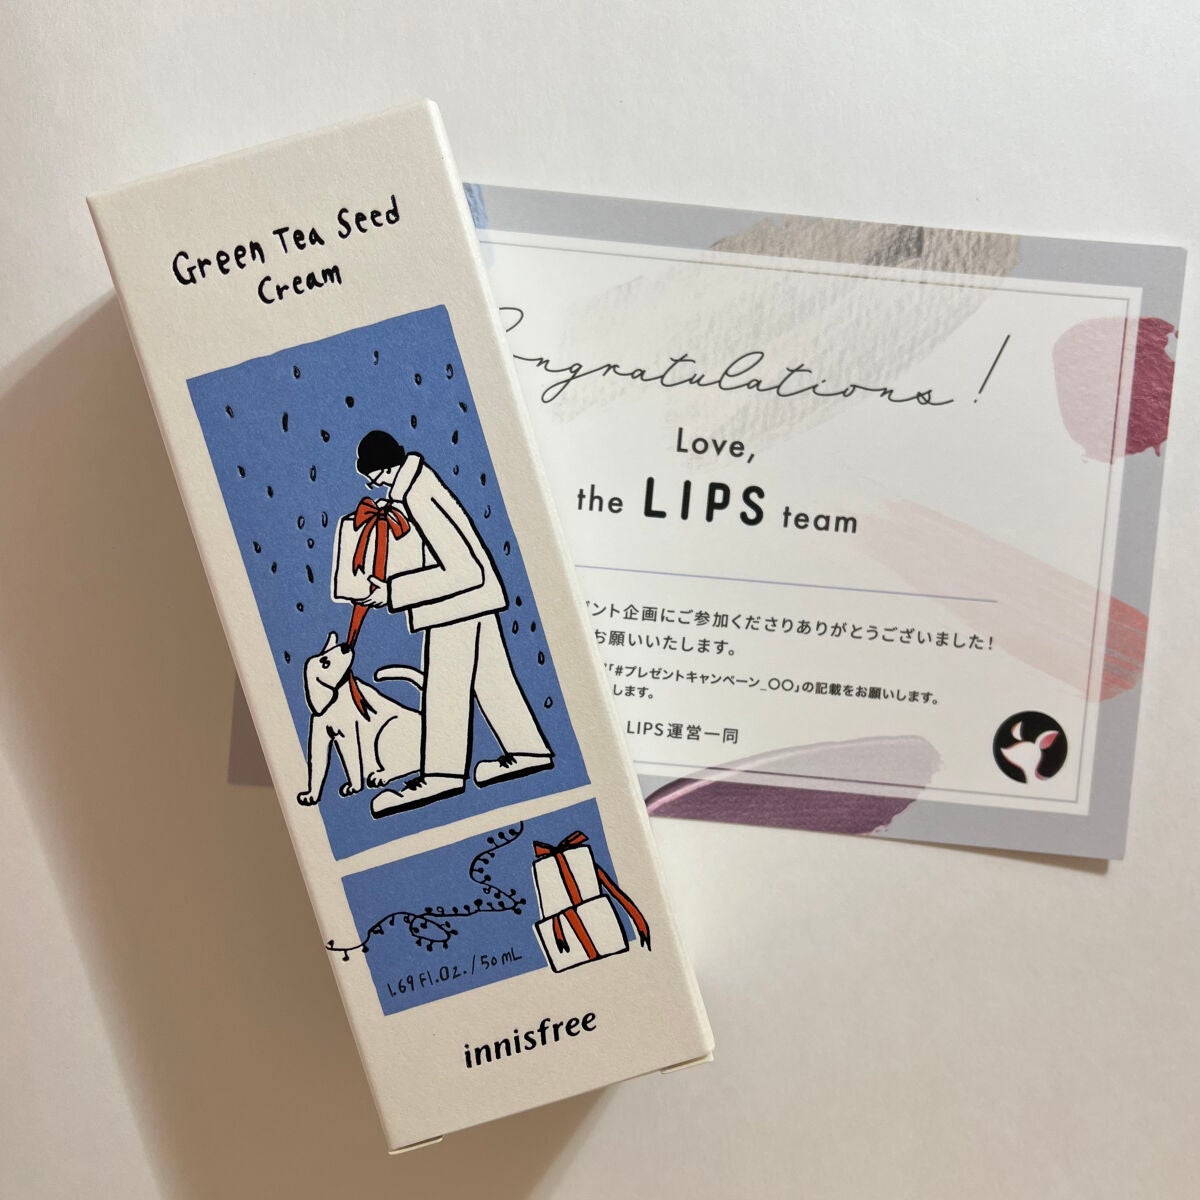 Green Tea Seed
Cream
1.69 Fl.Oz. / 50 mL
innisfree
Congratulations!
Love,
the LIPS team
ント企画にご参加くださりありがとうございました！
お願いいたします。
「#プレゼントキャンペーン_〇〇」の記載をお願いします。
します。
LIPS運営一同